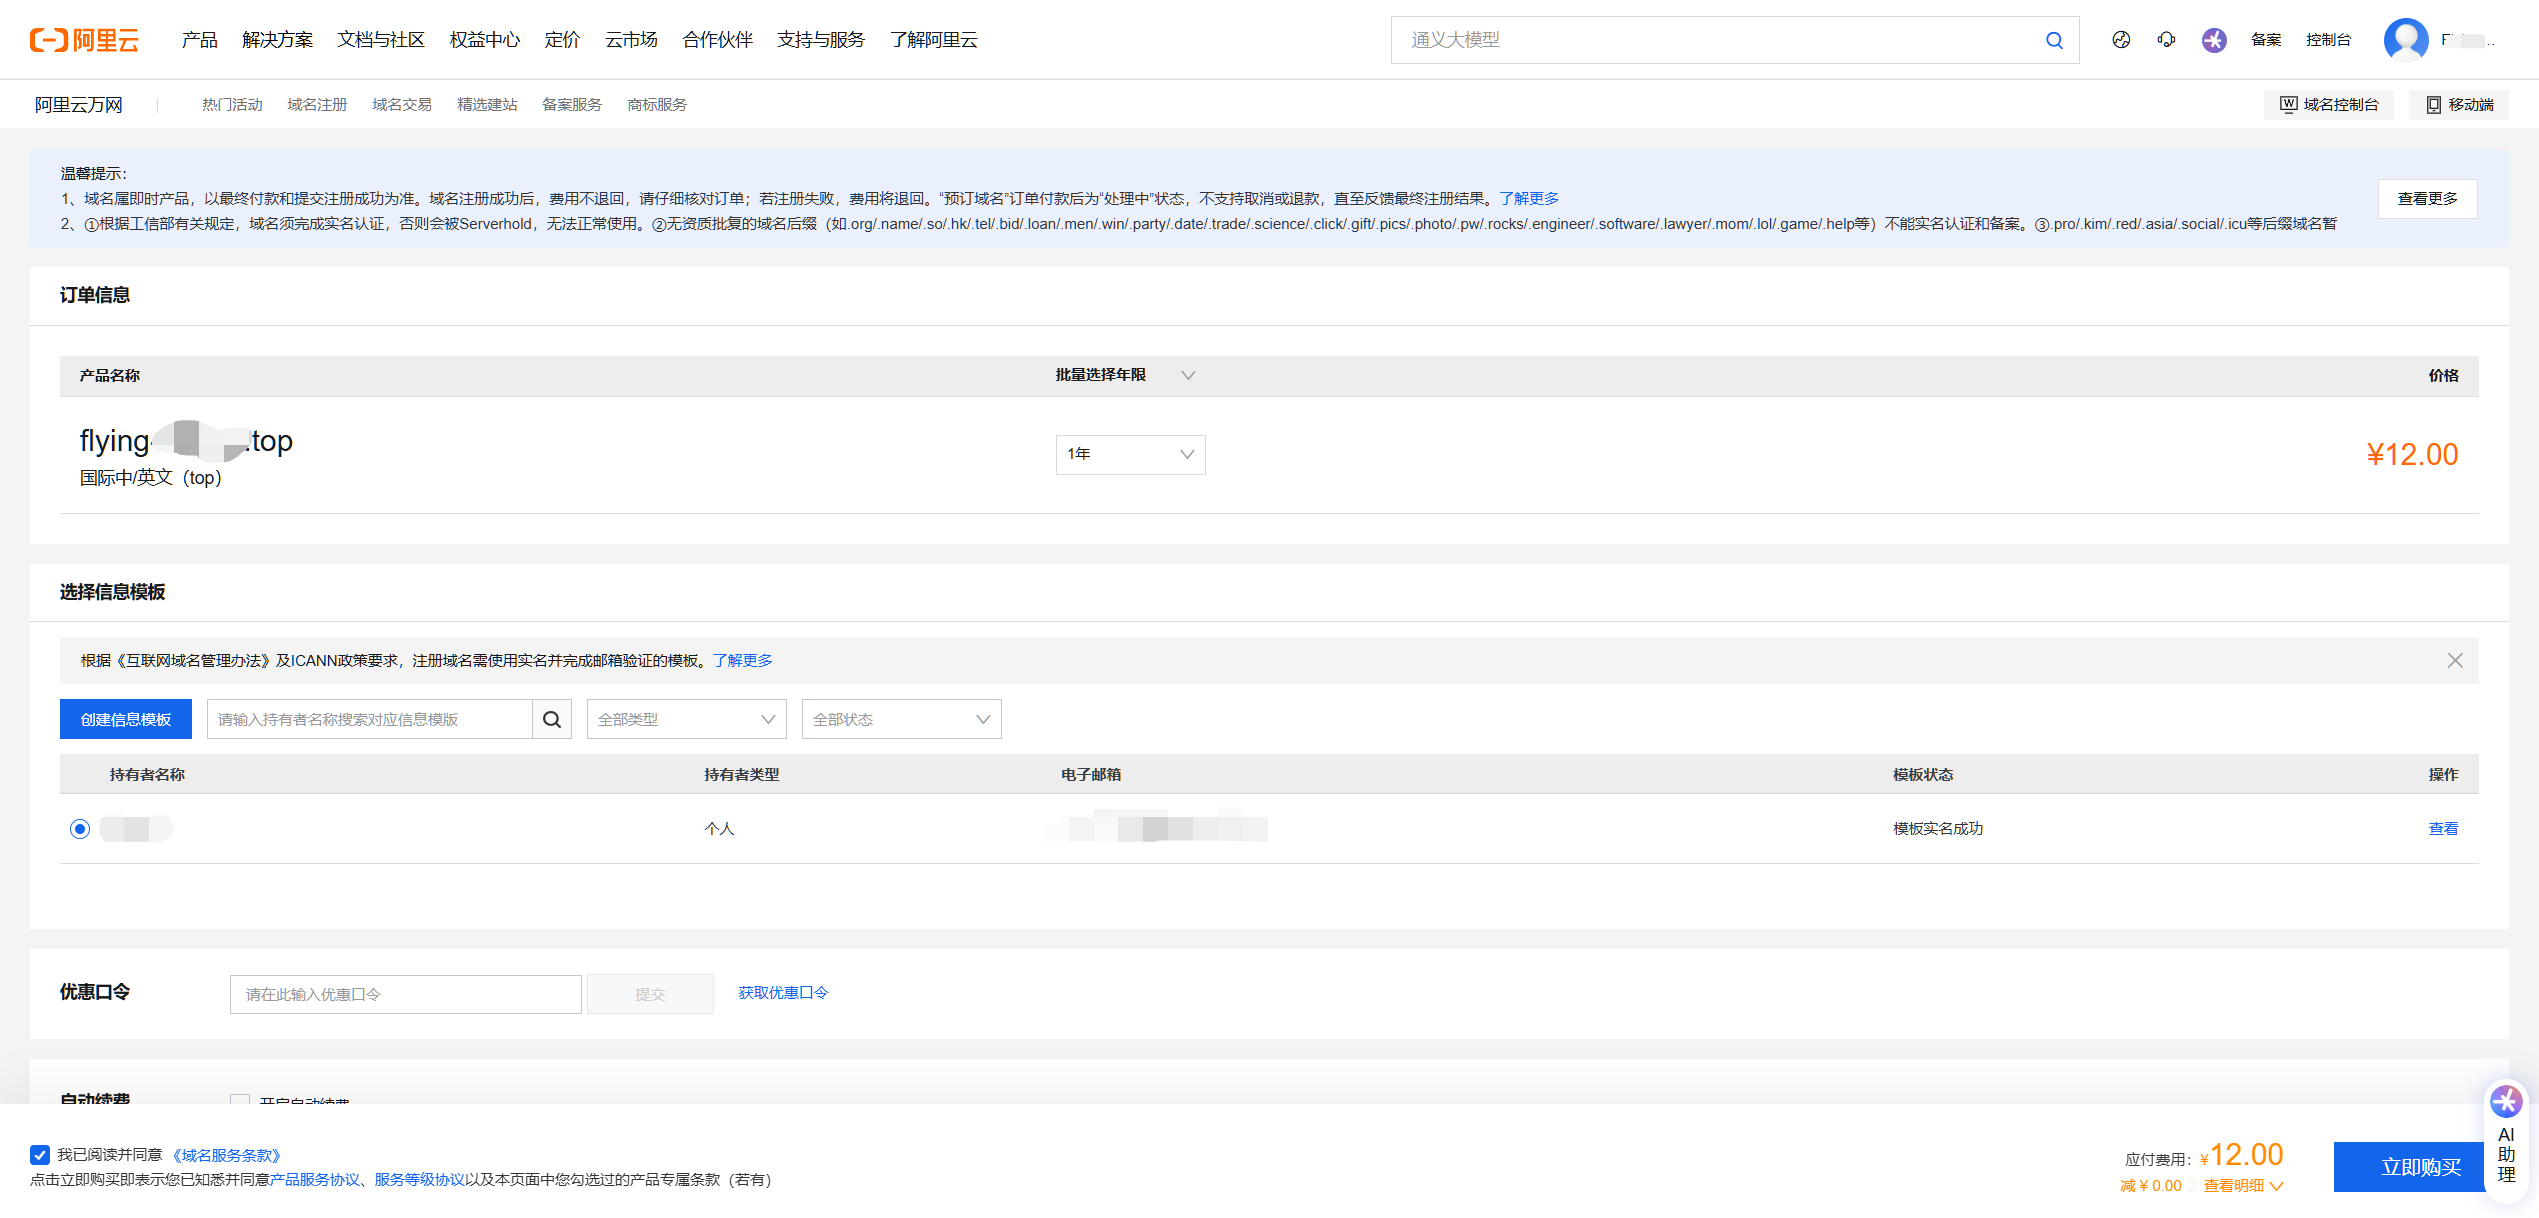 阿里云
产品 解决方案 文档与社区 权益中心 定价 云市场 合作伙伴 支持与服务 了解阿里云
通义大模型
备案 控制台
阿里云万网
热门活动 域名注册 域名交易 精选建站 备案服务 商标服务
域名控制台
移动端
温馨提示：
1、域名属即时产品，以最终付款和提交注册成功为准。域名注册成功后，费用不退回，请仔细核对订单；若注册失败，费用将退回。“预订域名”订单付款后为“处理中”状态，不支持取消或退款，直至反馈最终注册结果。了解更多
2、①根据工信部有关规定，域名须完成实名认证，否则会被Serverhold，无法正常使用。②无资质批复的域名后缀（如.org/.name/.so/.hk/.tel/.bid/.loan/.men/.win/.party/.date/.trade/.science/.click/.gift/.pics/.photo/.pw/.rocks/.engineer/.software/.lawyer/.mom/.lol/.game/.help等）不能实名认证和备案。③.pro/.kim/.red/.asia/.social/.icu等后缀域名暂
查看更多
订单信息
产品名称 批量选择年限 价格
flying- .top
国际中/英文（top）
1年
¥12.00
选择信息模板
根据《互联网域名管理办法》及ICANN政策要求，注册域名需使用实名并完成邮箱验证的模板。了解更多
创建信息模板 请输入持有者名称搜索对应信息模版 全部类型 全部状态
持有者名称 持有者类型 电子邮箱 模板状态 操作
个人 模板实名成功 查看
优惠口令 请在此输入优惠口令 提交 获取优惠口令
自动续费 开启自动续费
我已阅读并同意 《域名服务条款》
点击立即购买即表示您已知悉并同意产品服务协议、服务等级协议以及本页面中您勾选过的产品专属条款（若有）
应付费用：¥12.00
减 ¥ 0.00 查看明细
立即购买
AI
助
理